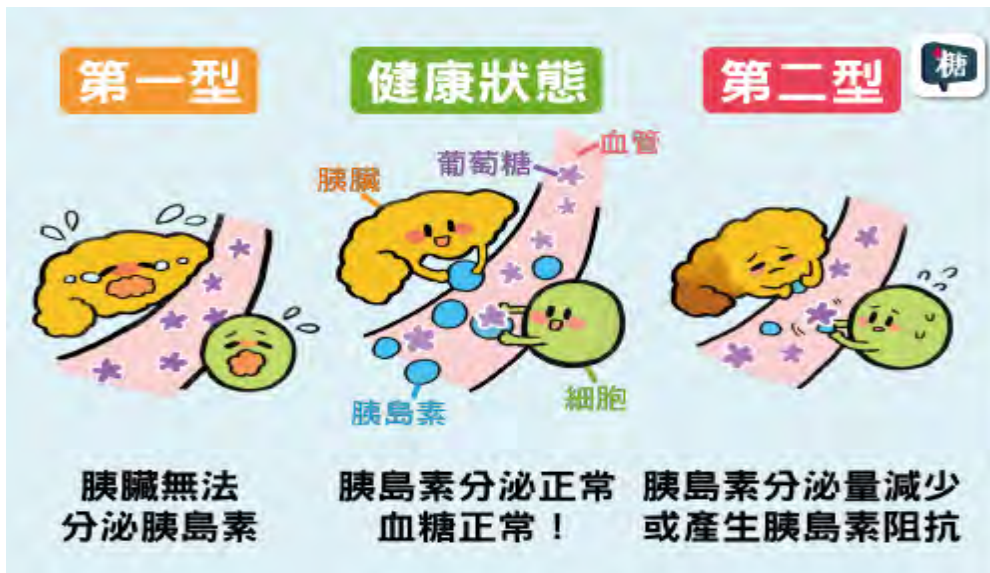 第一型
健康狀態
第二型
糖
血管
葡萄糖
胰臟
胰島素
細胞
胰臟無法
分泌胰島素
胰島素分泌正常
血糖正常！
胰島素分泌量減少
或產生胰島素阻抗